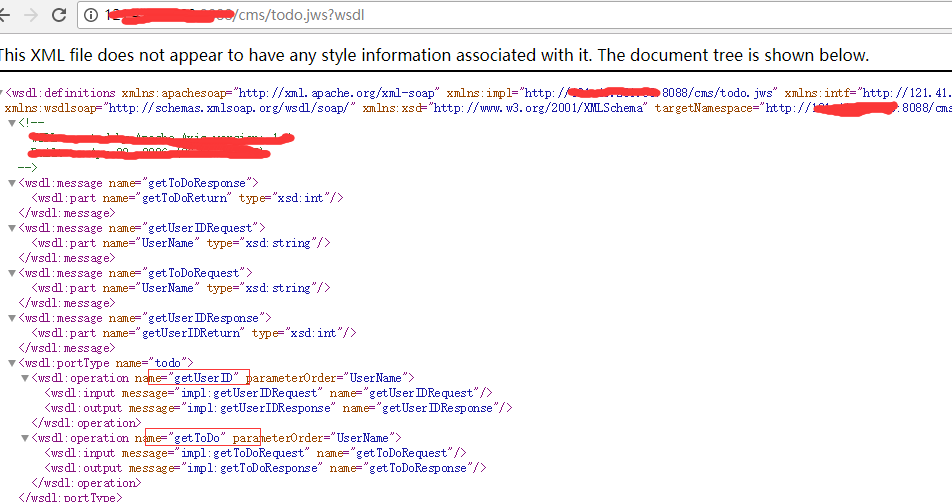 /cms/todo.jws?wsdl
This XML file does not appear to have any style information associated with it. The document tree is shown below.
<wsdl:definitions xmlns:apachesoap="http://xml.apache.org/xml-soap" xmlns:impl="http://:8088/cms/todo.jws" xmlns:intf="http://121.41.
xmlns:wsdlsoap="http://schemas.xmlsoap.org/wsdl/soap/" xmlns:xsd="http://www.w3.org/2001/XMLSchema" targetNamespace="http://:8088/cms
▼<!--
-->
▼<wsdl:message name="getToDoResponse">
<wsdl:part name="getToDoReturn" type="xsd:int"/>
</wsdl:message>
▼<wsdl:message name="getUserIDRequest">
<wsdl:part name="UserName" type="xsd:string"/>
</wsdl:message>
▼<wsdl:message name="getToDoRequest">
<wsdl:part name="UserName" type="xsd:string"/>
</wsdl:message>
▼<wsdl:message name="getUserIDResponse">
<wsdl:part name="getUserIDReturn" type="xsd:int"/>
</wsdl:message>
▼<wsdl:portType name="todo">
▼<wsdl:operation name="getUserID" parameterOrder="UserName">
<wsdl:input message="impl:getUserIDRequest" name="getUserIDRequest"/>
<wsdl:output message="impl:getUserIDResponse" name="getUserIDResponse"/>
</wsdl:operation>
▼<wsdl:operation name="getToDo" parameterOrder="UserName">
<wsdl:input message="impl:getToDoRequest" name="getToDoRequest"/>
<wsdl:output message="impl:getToDoResponse" name="getToDoResponse"/>
</wsdl:operation>
</wsdl:portType>